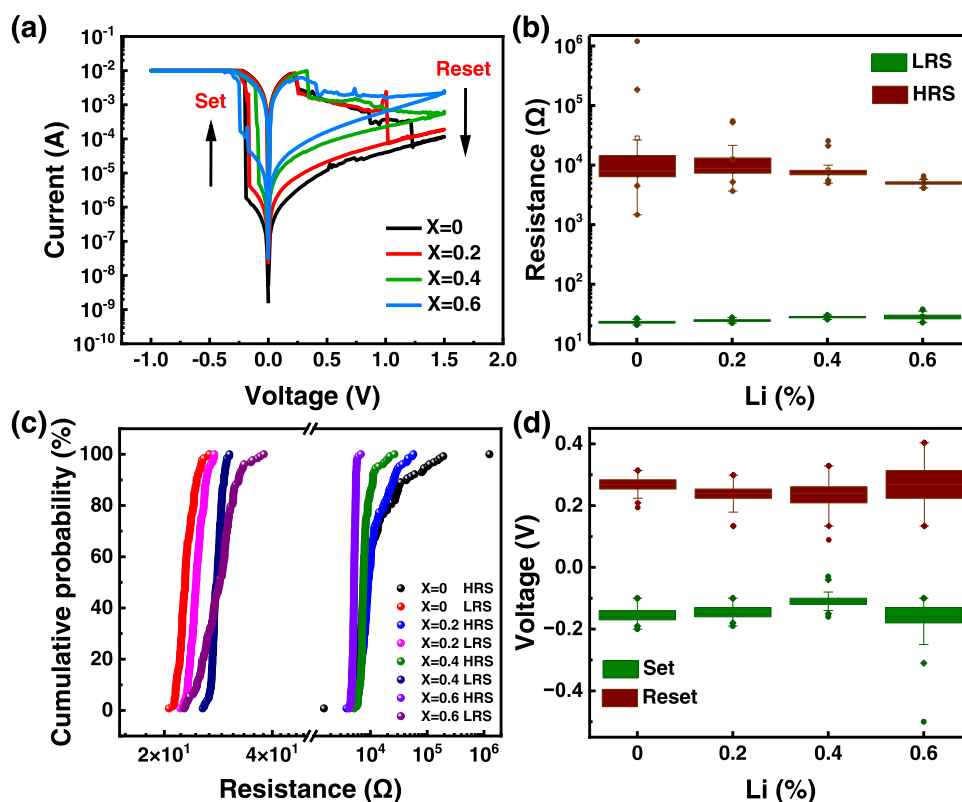 (a)
10⁻¹
10⁻²
10⁻³
10⁻⁴
10⁻⁵
10⁻⁶
10⁻⁷
10⁻⁸
10⁻⁹
10⁻¹⁰
Current (A)
Set
Reset
X=0
X=0.2
X=0.4
X=0.6
-1.0 -0.5 0.0 0.5 1.0 1.5 2.0
Voltage (V)
(b)
10⁶
10⁵
10⁴
10³
10²
10¹
Resistance (Ω)
LRS
HRS
0 0.2 0.4 0.6
Li (%)
(c)
100
80
60
40
20
0
Cumulative probability (%)
X=0 HRS
X=0 LRS
X=0.2 HRS
X=0.2 LRS
X=0.4 HRS
X=0.4 LRS
X=0.6 HRS
X=0.6 LRS
2×10¹ 4×10¹ 10⁴ 10⁵ 10⁶
Resistance (Ω)
(d)
0.4
0.2
0.0
−0.2
−0.4
Voltage (V)
Set
Reset
0 0.2 0.4 0.6
Li (%)